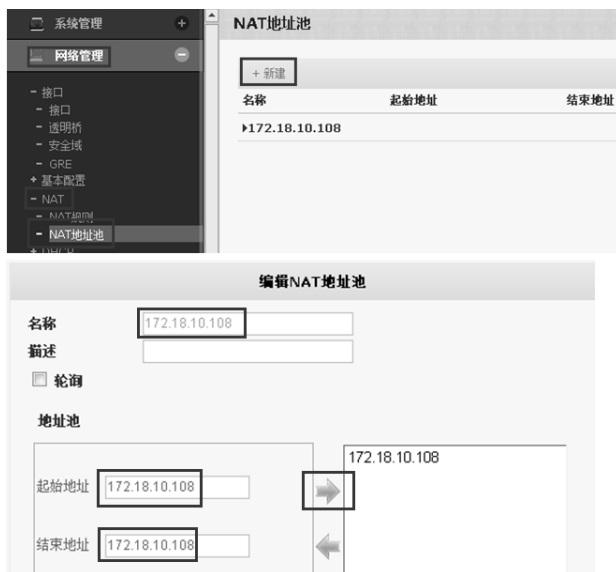 系统管理
网络管理
- 接口
- 接口
- 透明桥
- 安全域
- GRE
+ 基本配置
- NAT
- NAT规则
- NAT地址池
+ DHCP
NAT地址池
+ 新建
名称 起始地址 结束地址
172.18.10.108
编辑NAT地址池
名称 172.18.10.108
描述
轮询
地址池
起始地址 172.18.10.108
结束地址 172.18.10.108
172.18.10.108